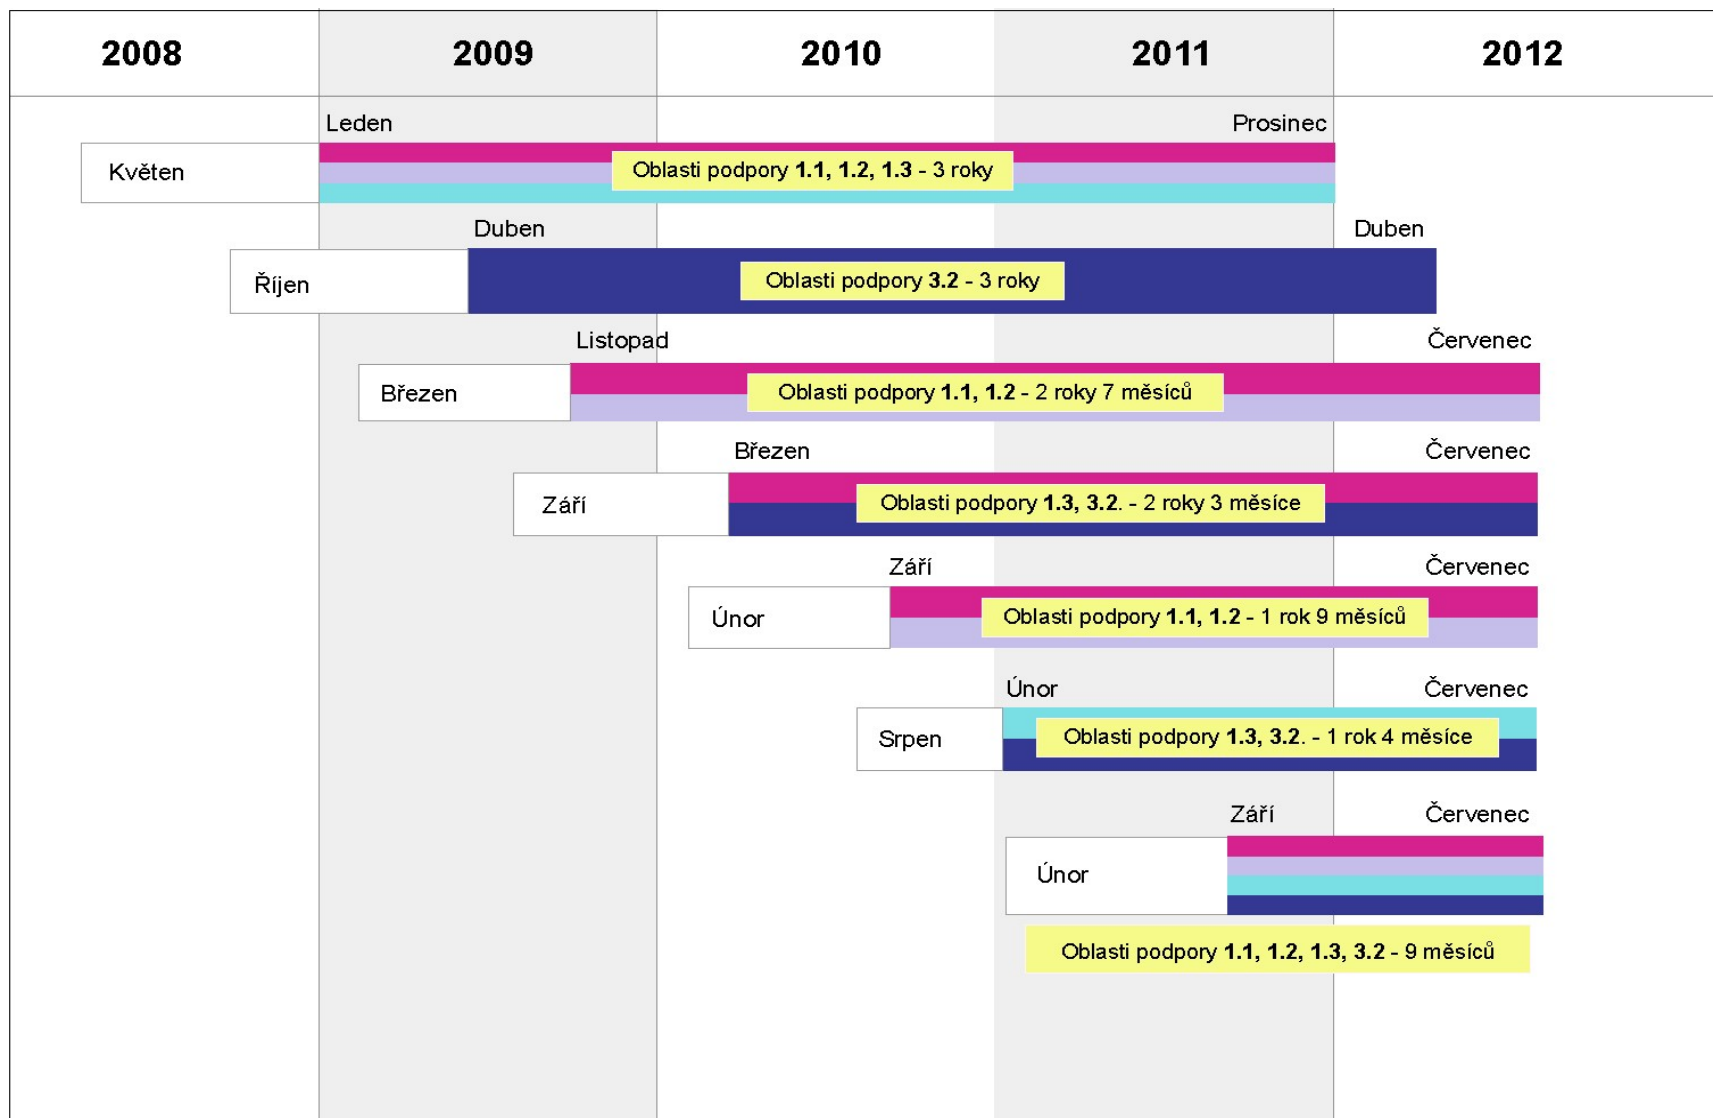 2008 2009 2010 2011 2012
Leden Prosinec
Květen
Oblasti podpory 1.1, 1.2, 1.3 - 3 roky
Duben Duben
Říjen
Oblasti podpory 3.2 - 3 roky
Listopad Červenec
Březen
Oblasti podpory 1.1, 1.2 - 2 roky 7 měsíců
Březen Červenec
Září
Oblasti podpory 1.3, 3.2. - 2 roky 3 měsíce
Září Červenec
Únor
Oblasti podpory 1.1, 1.2 - 1 rok 9 měsíců
Únor Červenec
Srpen
Oblasti podpory 1.3, 3.2. - 1 rok 4 měsíce
Září Červenec
Únor
Oblasti podpory 1.1, 1.2, 1.3, 3.2 - 9 měsíců